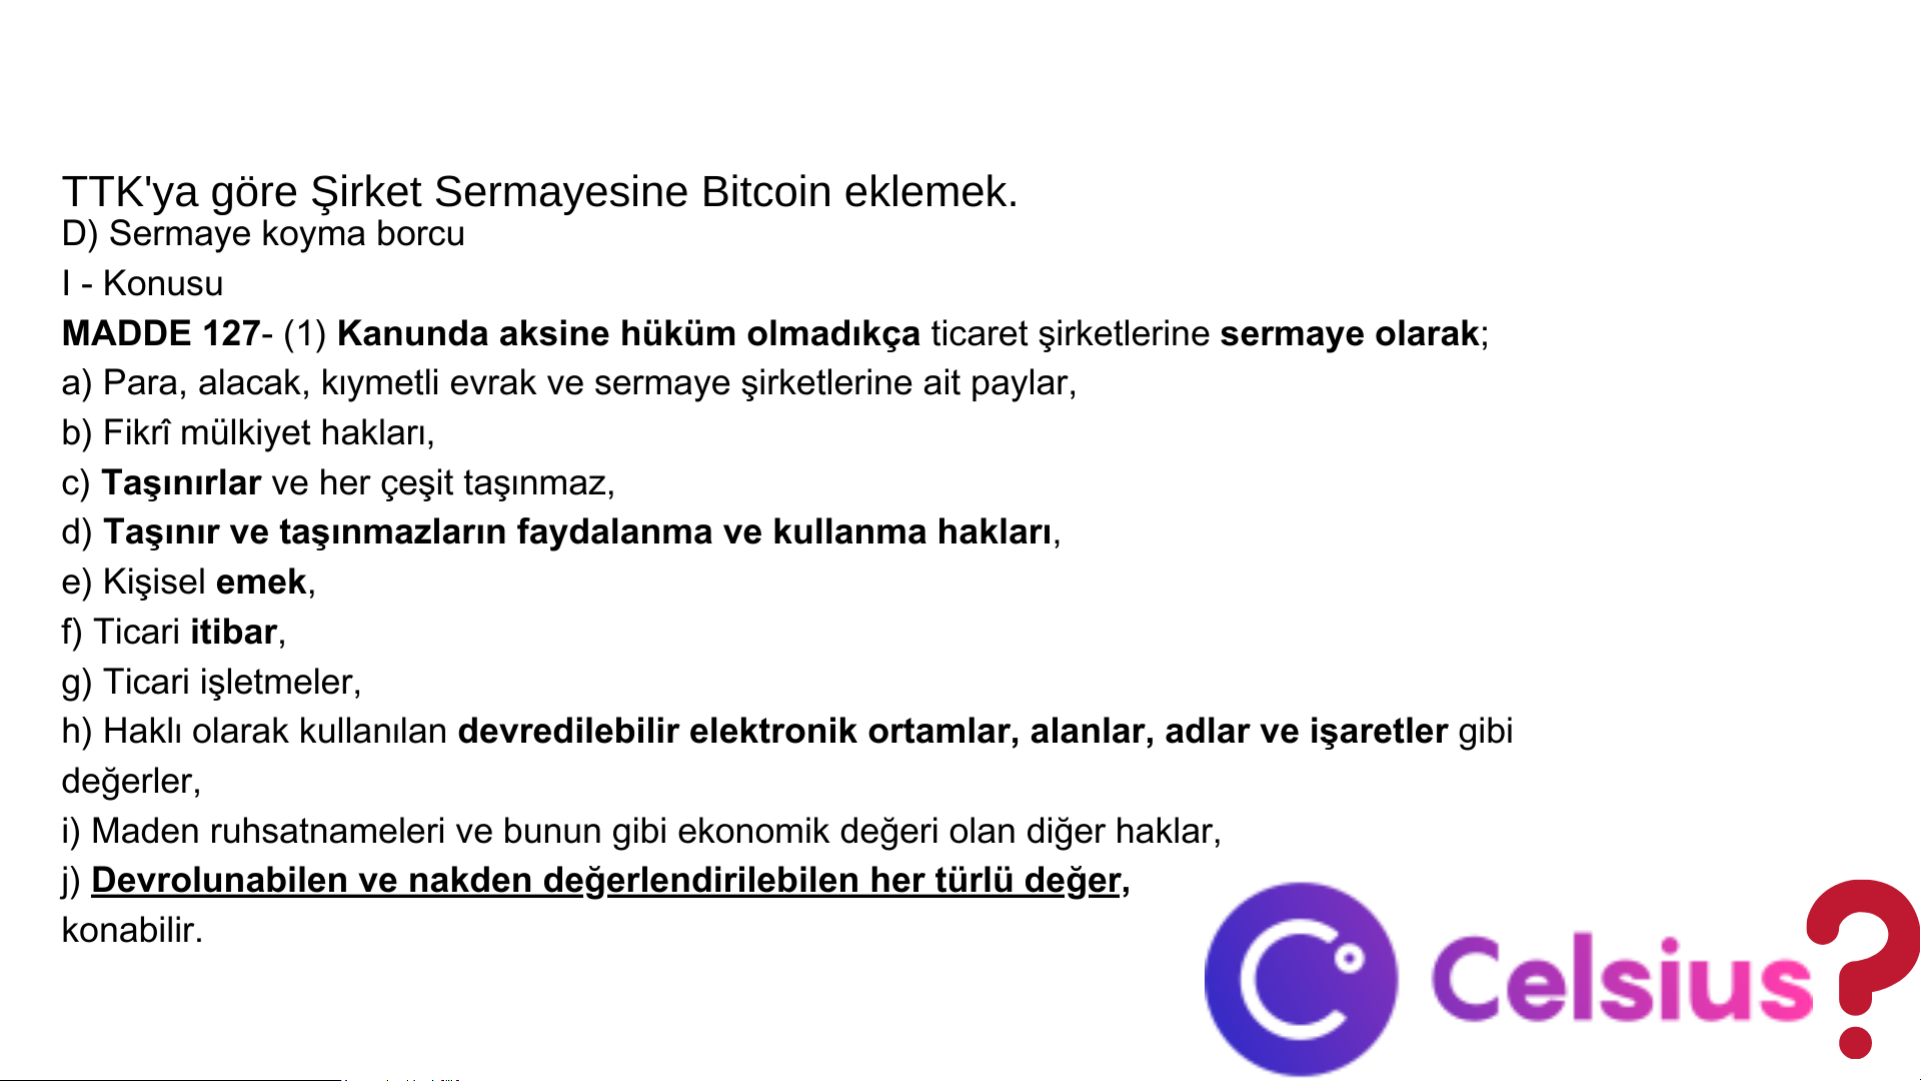 TTK'ya göre Şirket Sermayesine Bitcoin eklemek.
D) Sermaye koyma borcu
I - Konusu
MADDE 127- (1) Kanunda aksine hüküm olmadıkça ticaret şirketlerine sermaye olarak;
a) Para, alacak, kıymetli evrak ve sermaye şirketlerine ait paylar,
b) Fikrî mülkiyet hakları,
c) Taşınırlar ve her çeşit taşınmaz,
d) Taşınır ve taşınmazların faydalanma ve kullanma hakları,
e) Kişisel emek,
f) Ticari itibar,
g) Ticari işletmeler,
h) Haklı olarak kullanılan devredilebilir elektronik ortamlar, alanlar, adlar ve işaretler gibi
değerler,
i) Maden ruhsatnameleri ve bunun gibi ekonomik değeri olan diğer haklar,
j) Devrolunabilen ve nakden değerlendirilebilen her türlü değer,
konabilir.
Celsius?